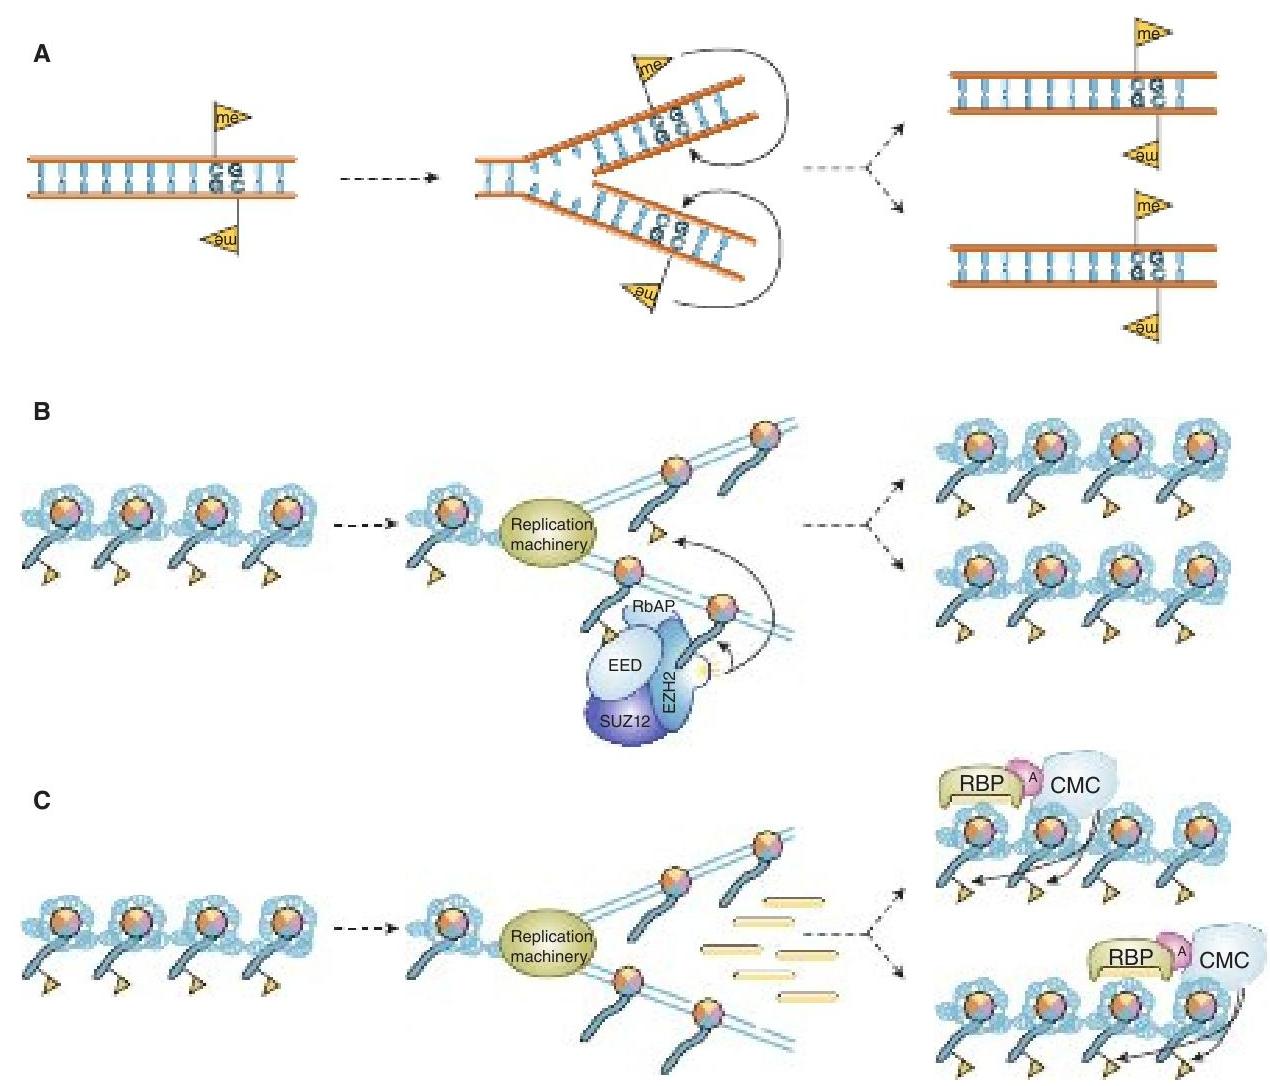 A
me
me
me
me
me
me
me
me
B
Replication
machinery
RbAP
EED
EZH2
SUZ12
C
RBP
A
CMC
Replication
machinery
RBP
A
CMC